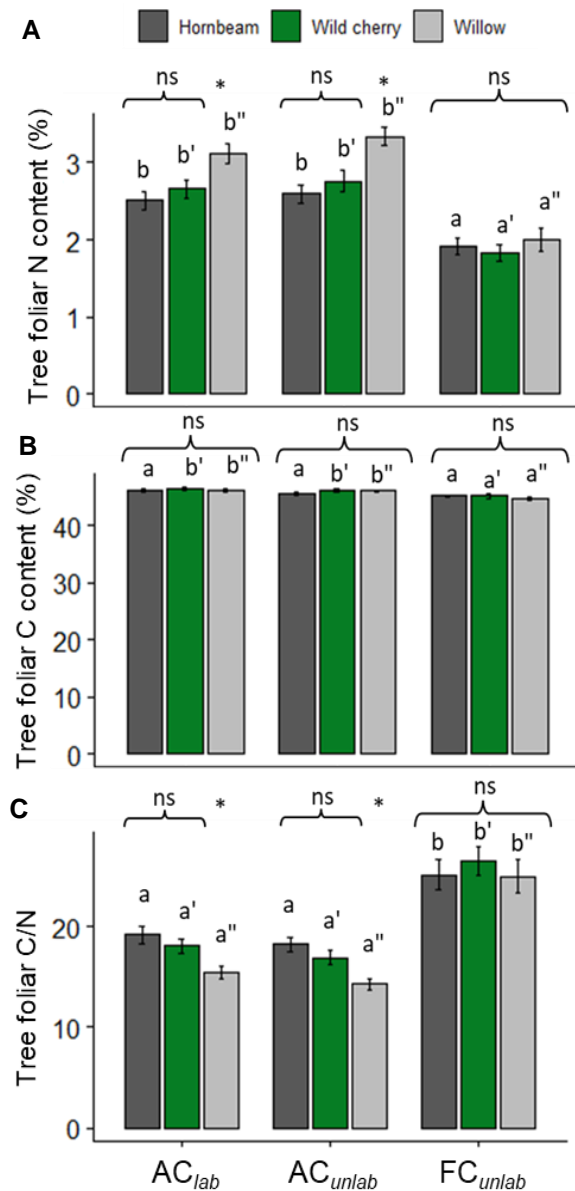 A
Hornbeam Wild cherry Willow
ns * ns * ns
b b' b" b b' b" a a' a"
Tree foliar N content (%)
3
2
1
0
B
ns ns ns
a b' b" a b' b" a a' a"
Tree foliar C content (%)
40
30
20
10
0
C
ns * ns * ns
a a' a" a a' a" b b' b"
Tree foliar C/N
20
10
0
AClab ACunlab FCunlab